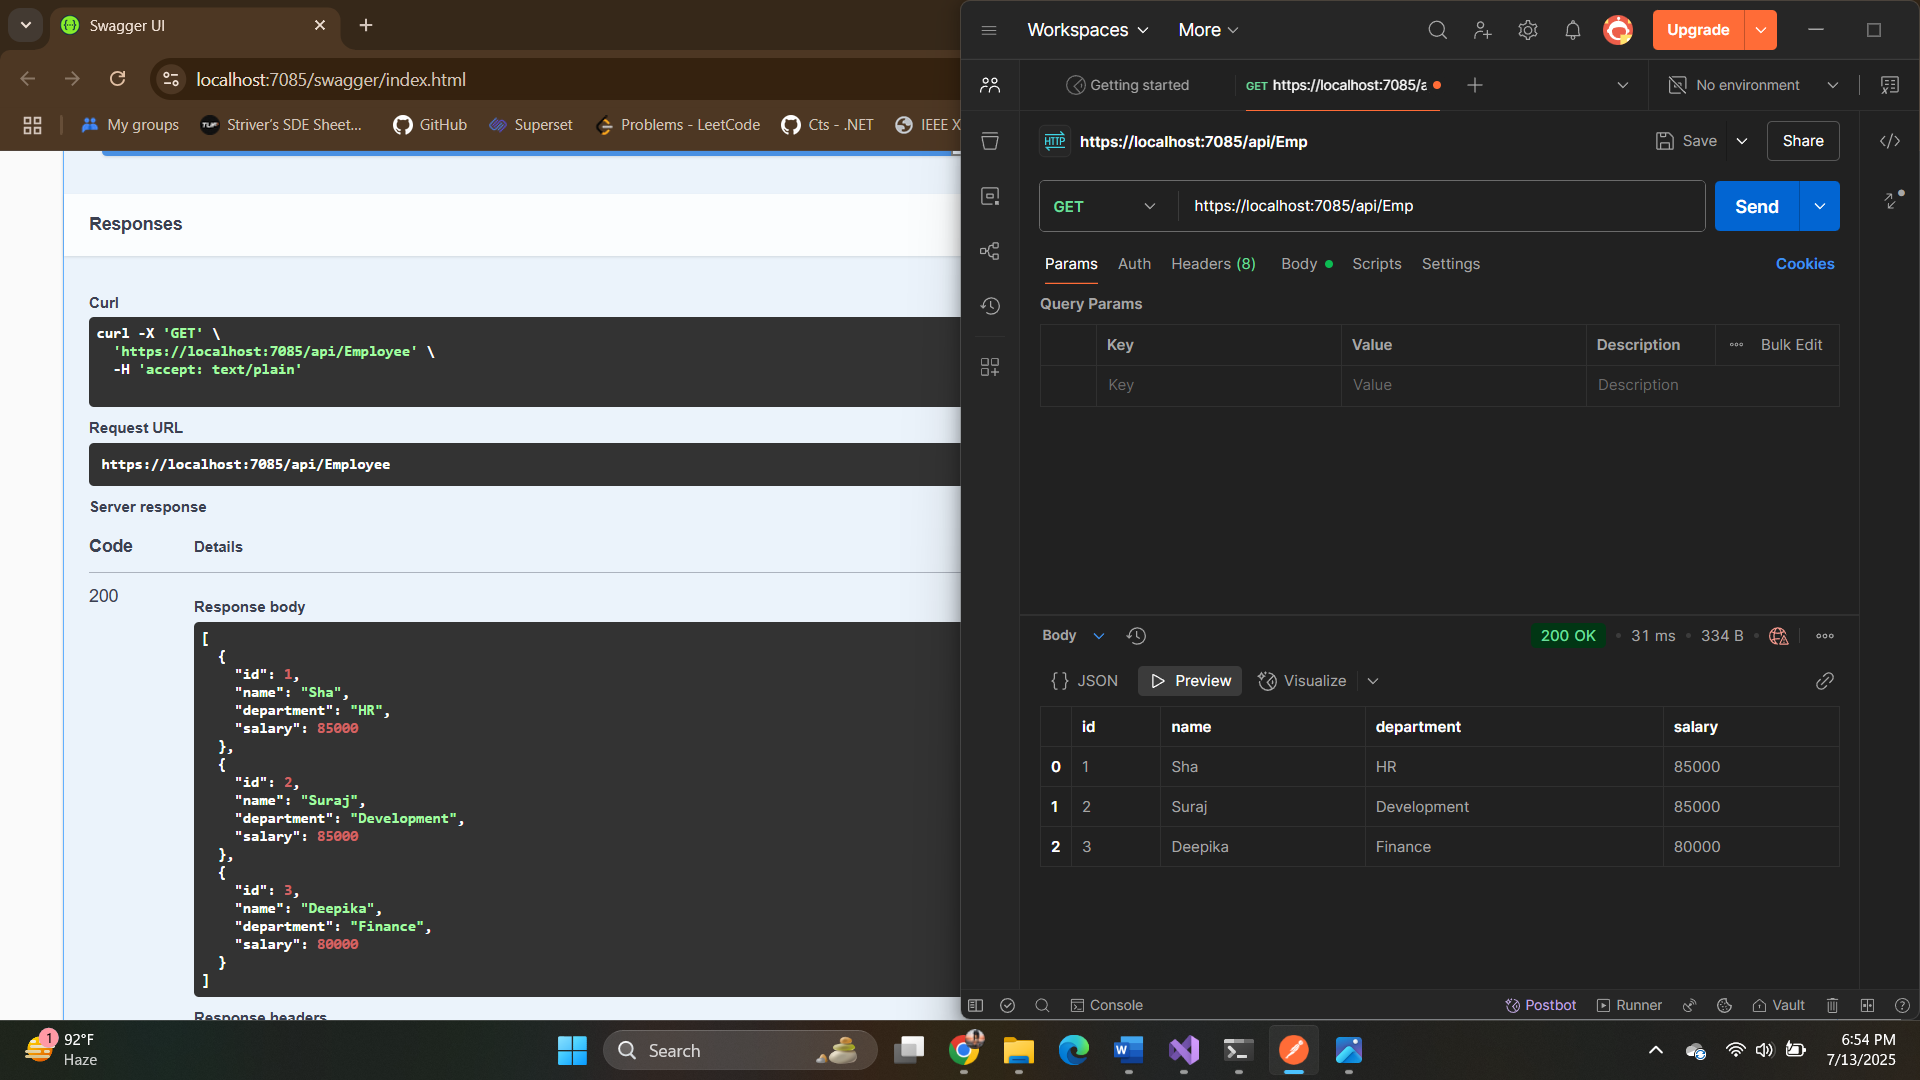 Swagger UI
localhost:7085/swagger/index.html
My groups
Striver's SDE Sheet...
GitHub
Superset
Problems - LeetCode
Cts - .NET
IEEE X
Responses
Curl
curl -X 'GET' \
'https://localhost:7085/api/Employee' \
-H 'accept: text/plain'
Request URL
https://localhost:7085/api/Employee
Server response
Code Details
200
Response body
[
{
"id": 1,
"name": "Sha",
"department": "HR",
"salary": 85000
},
{
"id": 2,
"name": "Suraj",
"department": "Development",
"salary": 85000
},
{
"id": 3,
"name": "Deepika",
"department": "Finance",
"salary": 80000
}
]
Response headers
Workspaces More Upgrade
Getting started GET https://localhost:7085/a No environment
HTTP https://localhost:7085/api/Emp Save Share
GET https://localhost:7085/api/Emp Send
Params Auth Headers (8) Body Scripts Settings Cookies
Query Params
Key Value Description Bulk Edit
Key Value Description
Body 200 OK 31 ms 334 B
{} JSON Preview Visualize
id name department salary
0 1 Sha HR 85000
1 2 Suraj Development 85000
2 3 Deepika Finance 80000
Console Postbot Runner Vault
1 92°F
Haze
Search
6:54 PM
7/13/2025